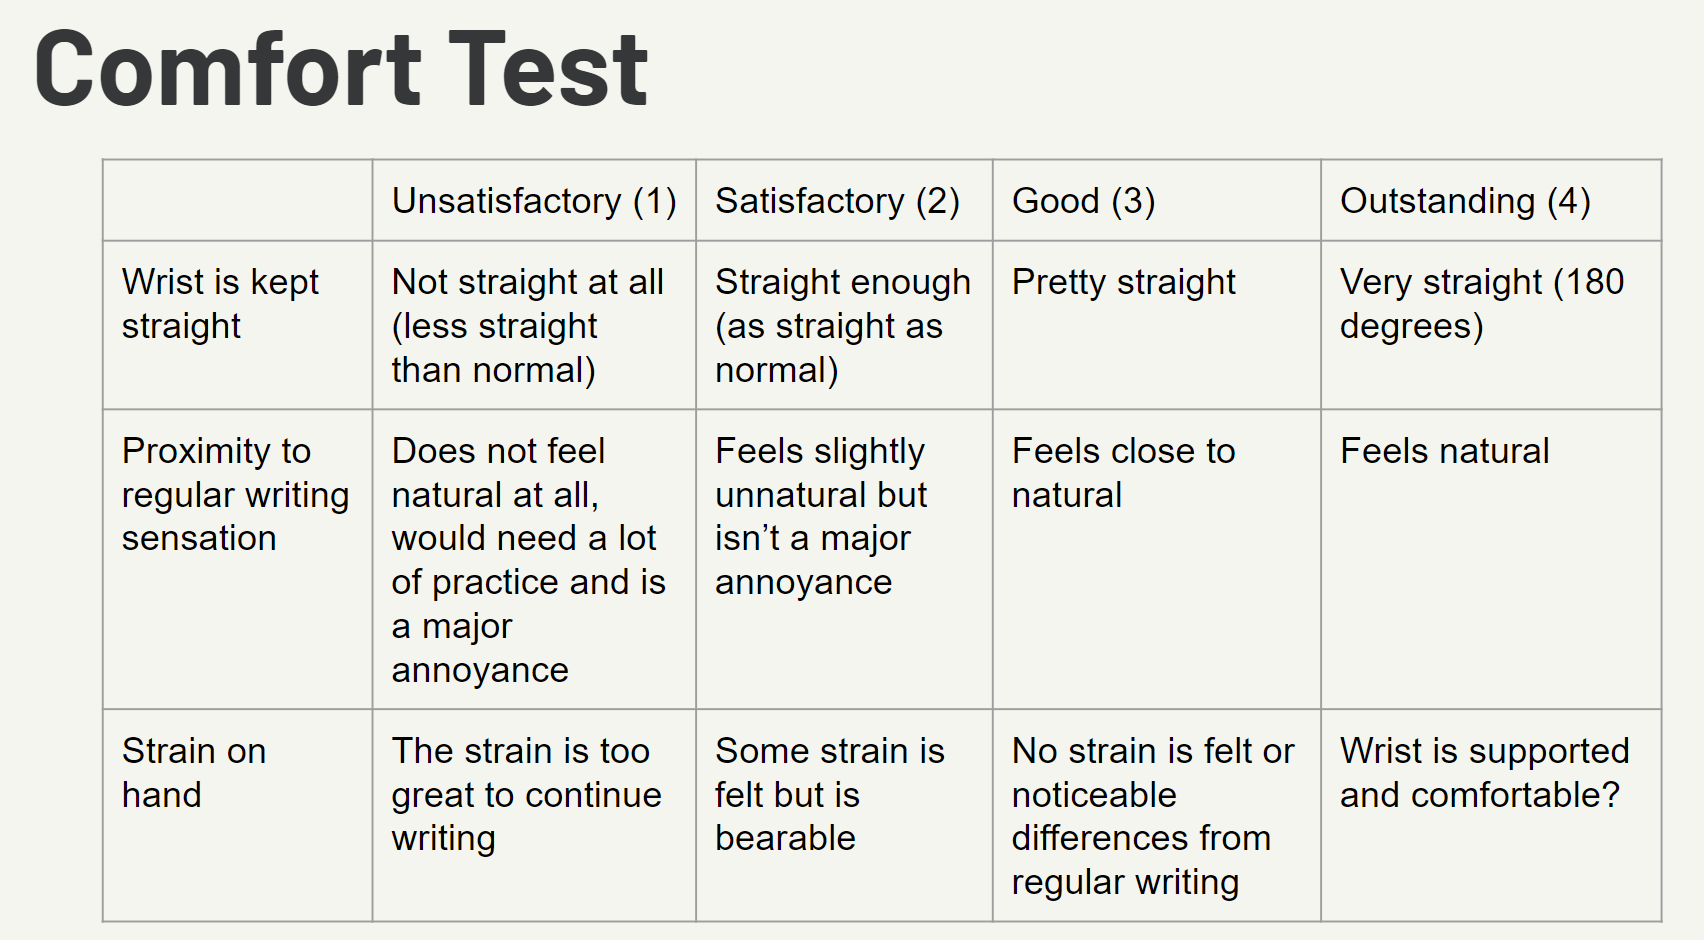 Comfort Test
Unsatisfactory (1)
Satisfactory (2)
Good (3)
Outstanding (4)
Wrist is kept
straight
Not straight at all
(less straight
than normal)
Straight enough
(as straight as
normal)
Pretty straight
Very straight (180
degrees)
Proximity to
regular writing
sensation
Does not feel
natural at all,
would need a lot
of practice and is
a major
annoyance
Feels slightly
unnatural but
isn’t a major
annoyance
Feels close to
natural
Feels natural
Strain on
hand
The strain is too
great to continue
writing
Some strain is
felt but is
bearable
No strain is felt or
noticeable
differences from
regular writing
Wrist is supported
and comfortable?